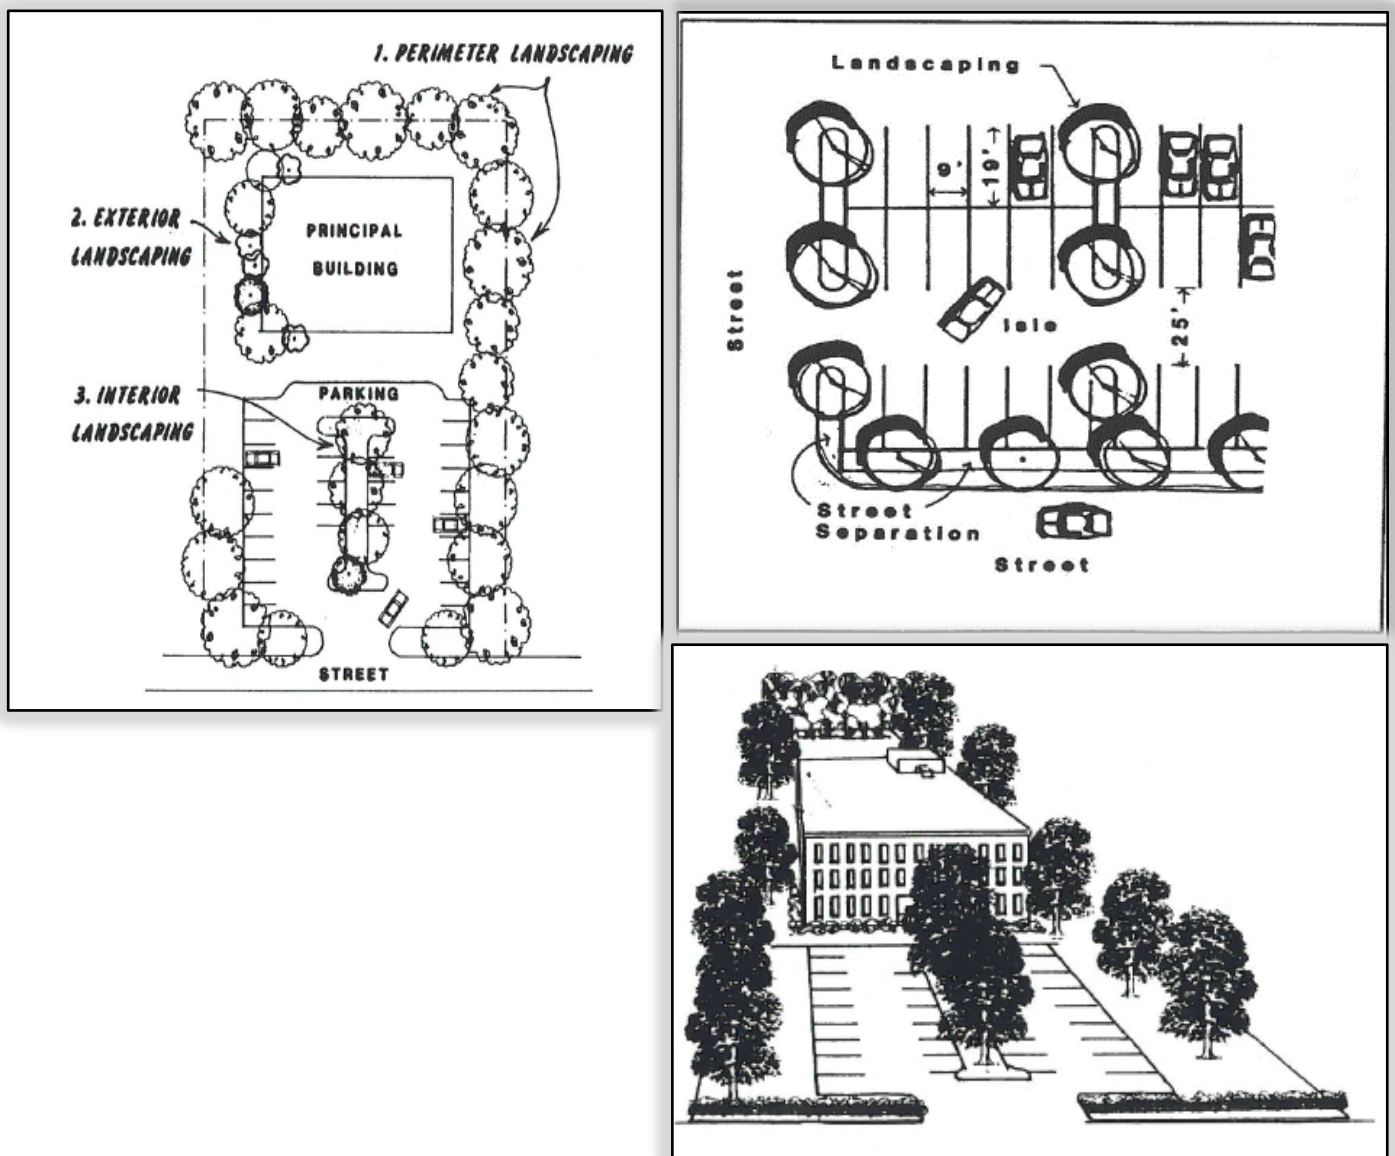 1. PERIMETER LANDSCAPING
2. EXTERIOR
LANDSCAPING
PRINCIPAL
BUILDING
3. INTERIOR
LANDSCAPING
PARKING
STREET
Landscaping
9'
19'
Street
Isle
25'
Street
Separation
Street